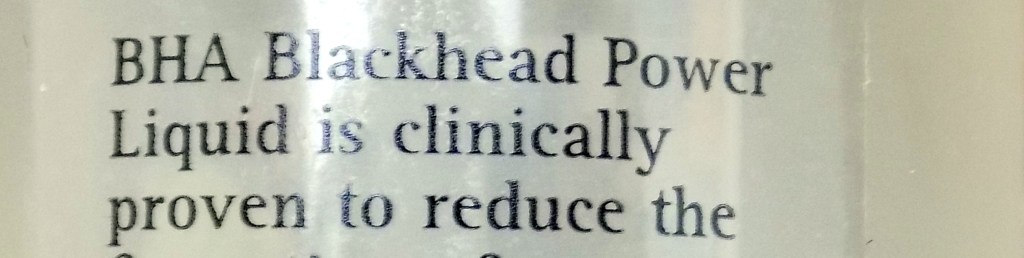 BHA Blackhead Power
Liquid is clinically
proven to reduce the